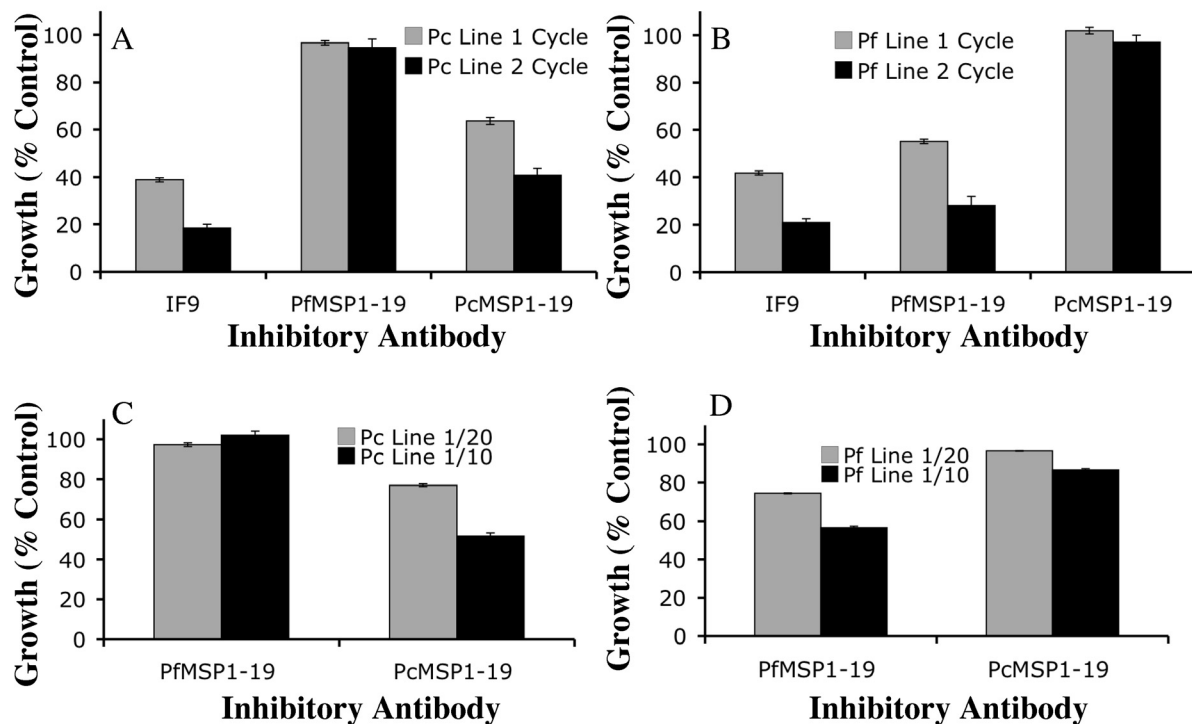 A
Growth (% Control)
100
80
60
40
20
0
Pc Line 1 Cycle
Pc Line 2 Cycle
IF9 PfMSP1-19 PcMSP1-19
Inhibitory Antibody
B
Growth (% Control)
100
80
60
40
20
0
Pf Line 1 Cycle
Pf Line 2 Cycle
IF9 PfMSP1-19 PcMSP1-19
Inhibitory Antibody
C
Growth (% Control)
100
80
60
40
20
0
Pc Line 1/20
Pc Line 1/10
PfMSP1-19 PcMSP1-19
Inhibitory Antibody
D
Growth (% Control)
100
80
60
40
20
0
Pf Line 1/20
Pf Line 1/10
PfMSP1-19 PcMSP1-19
Inhibitory Antibody